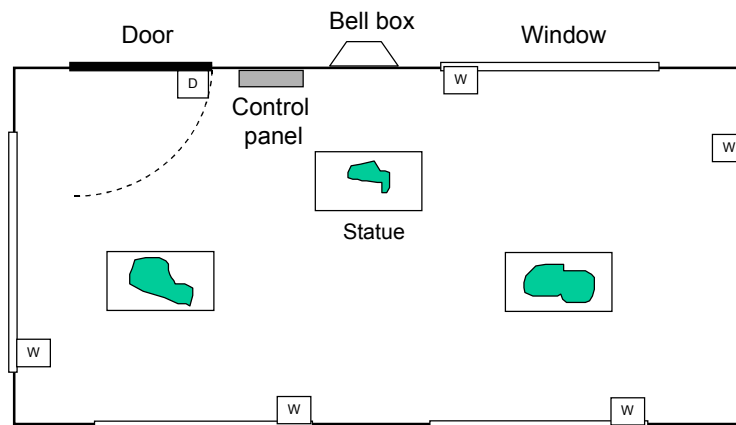 Bell box
Door
Window
D
Control
panel
W
W
Statue
W
W
W